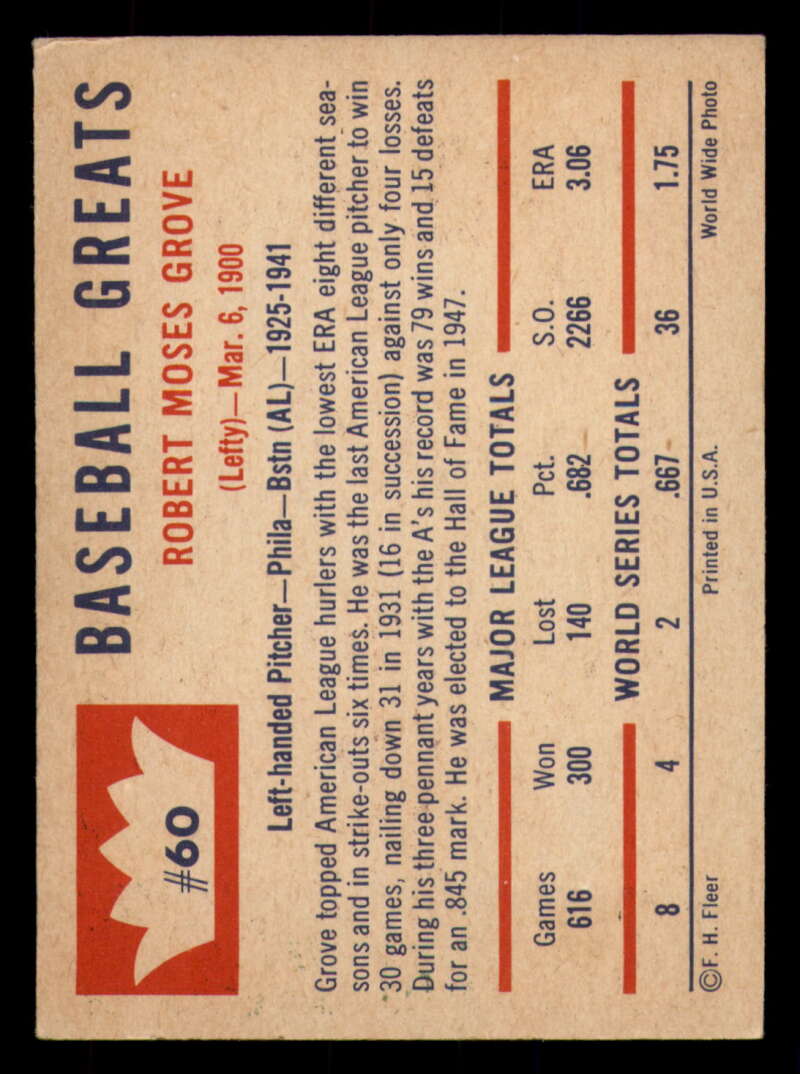 #60
BASEBALL GREATS
ROBERT MOSES GROVE
(Lefty)—Mar. 6, 1900
Left-handed Pitcher—Phila—Bstn (AL)—1925-1941
Grove topped American League hurlers with the lowest ERA eight different sea-
sons and in strike-outs six times. He was the last American League pitcher to win
30 games, nailing down 31 in 1931 (16 in succession) against only four losses.
During his three pennant years with the A's his record was 79 wins and 15 defeats
for an .845 mark. He was elected to the Hall of Fame in 1947.
MAJOR LEAGUE TOTALS
Games Won Lost Pct. S.O. ERA
616 300 140 .682 2266 3.06
WORLD SERIES TOTALS
8 4 2 .667 36 1.75
©F. H. Fleer Printed in U.S.A. World Wide Photo